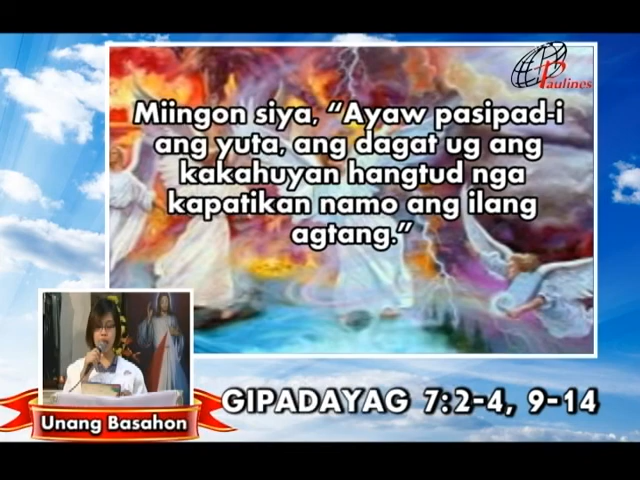 Paulines
Miingon siya, “Ayaw pasipad-i
ang yuta, ang dagat ug ang
kakahuyan hangtud nga
kapatikan namo ang ilang
agtang.”
GIPADAYAG 7:2-4, 9-14
Unang Basahon